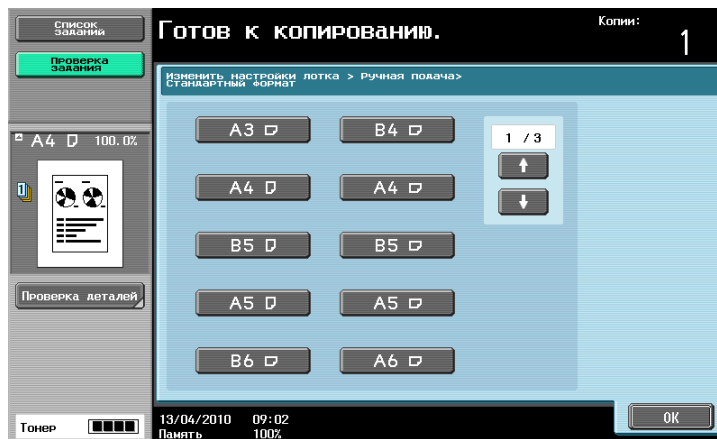 Список
заданий
Готов к копированию.
Копии:
1
Проверка
задания
Изменить настройки лотка > Ручная подача>
Стандартный формат
A4 100.0%
1
A3
B4
1 / 3
A4
A4
B5
B5
Проверка деталей
A5
A5
B6
A6
OK
Тонер
13/04/2010 09:02
Память 100%